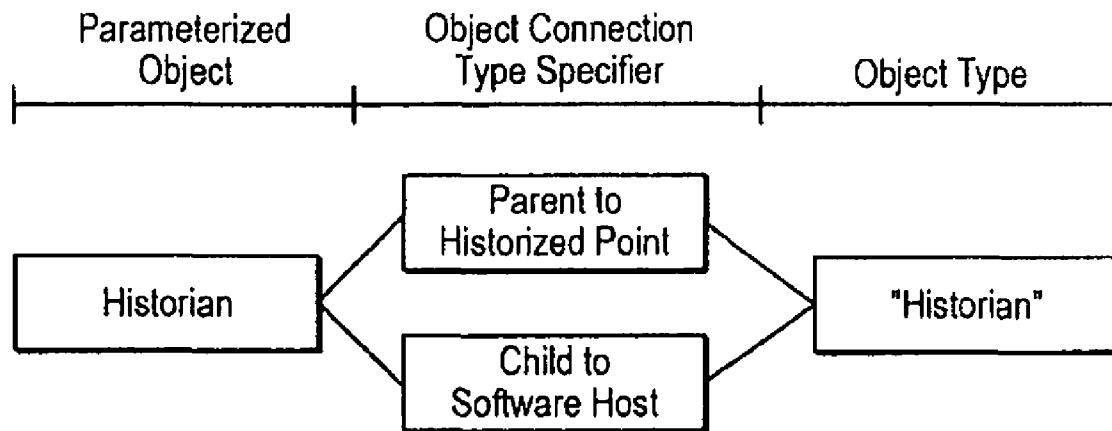 Parameterized
Object
Object Connection
Type Specifier
Object Type
Parent to
Historized Point
Historian
"Historian"
Child to
Software Host